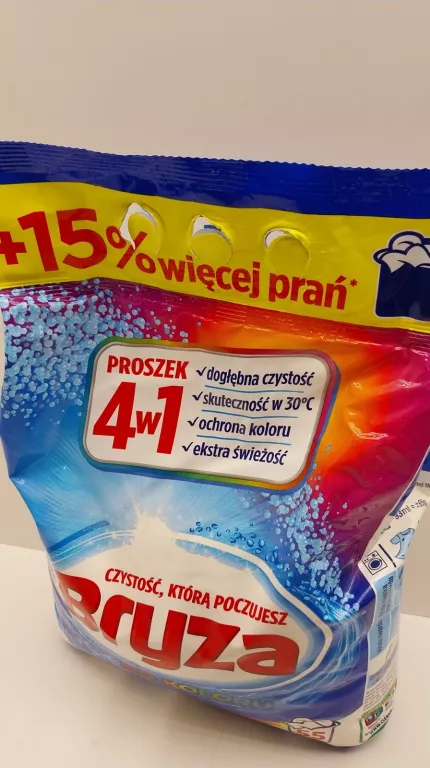 +15% więcej prań*
PROSZEK
4w1
✓dogłębna czystość
✓skuteczność w 30°C
✓ochrona koloru
✓ekstra świeżość
CZYSTOŚĆ, KTÓRĄ POCZUJESZ
Bryza